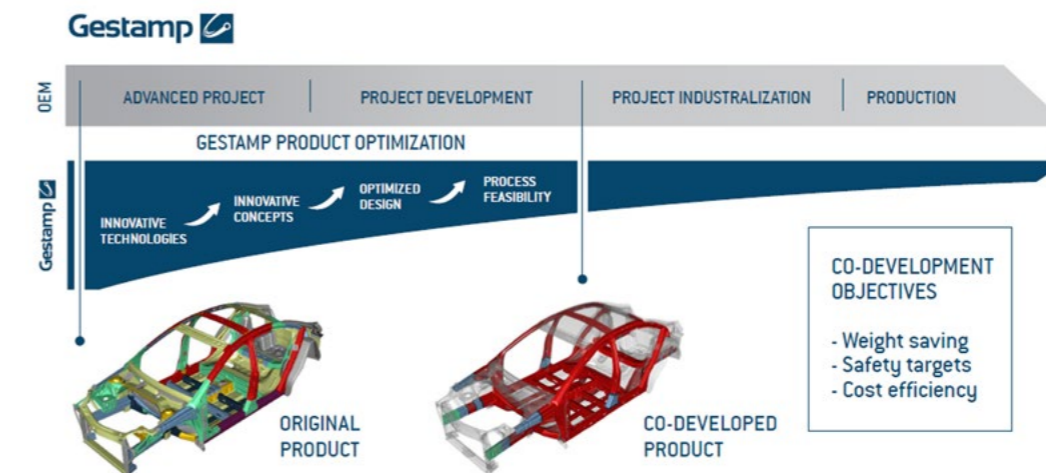 Gestamp
OEM
ADVANCED PROJECT
PROJECT DEVELOPMENT
PROJECT INDUSTRALIZATION
PRODUCTION
GESTAMP PRODUCT OPTIMIZATION
Gestamp
INNOVATIVE
TECHNOLOGIES
INNOVATIVE
CONCEPTS
OPTIMIZED
DESIGN
PROCESS
FEASIBILITY
CO-DEVELOPMENT
OBJECTIVES
- Weight saving
- Safety targets
- Cost efficiency
ORIGINAL
PRODUCT
CO-DEVELOPED
PRODUCT